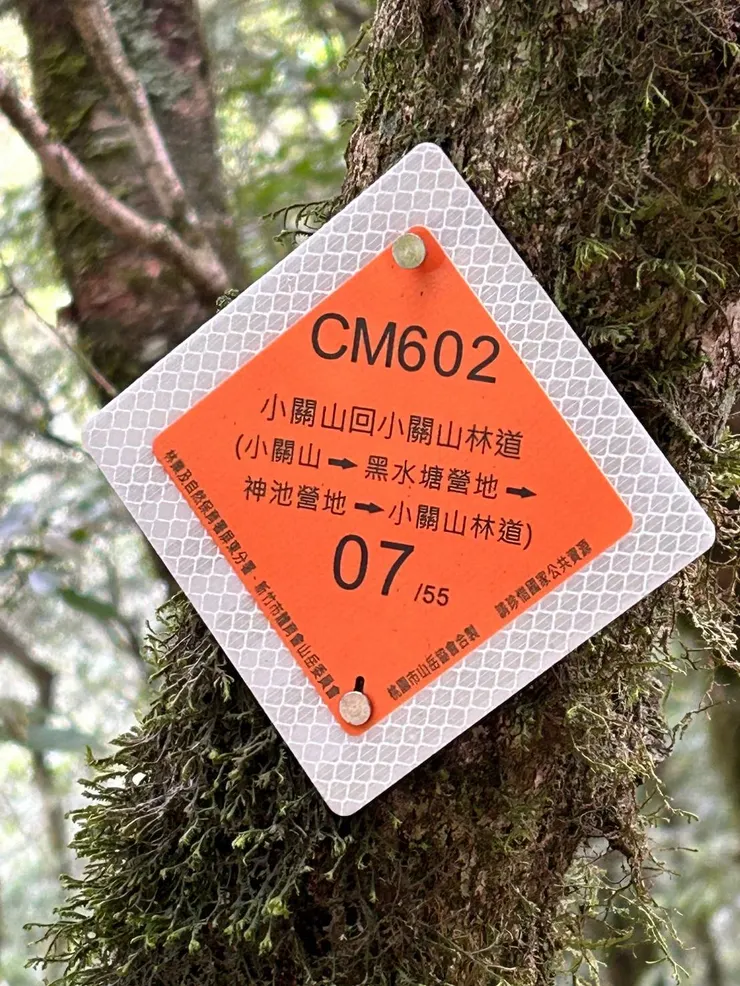 CM602
小關山回小關山林道
(小關山➡黑水塘營地➡
神池營地➡小關山林道)
07/55
林業及自然保育署屏東分署、新竹市體育會山岳委員會
桃園市山岳協會合製
請珍惜國家公共資源